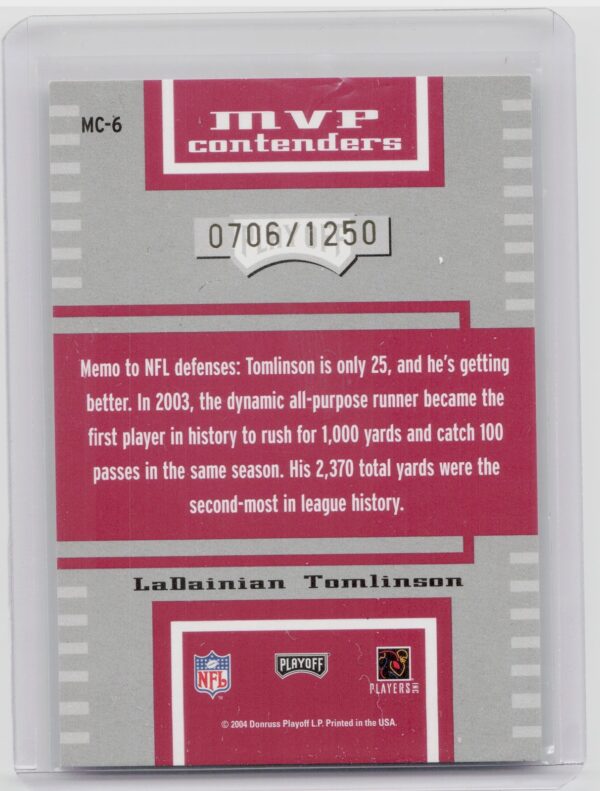 MC-6
MVP
contenders
0706/1250
PLAYOFF
Memo to NFL defenses: Tomlinson is only 25, and he's getting
better. In 2003, the dynamic all-purpose runner became the
first player in history to rush for 1,000 yards and catch 100
passes in the same season. His 2,370 total yards were the
second-most in league history.
LaDainian Tomlinson
NFL
TM
PLAYOFF
PLAYERS INC
© 2004 Donruss Playoff L.P. Printed in the USA.